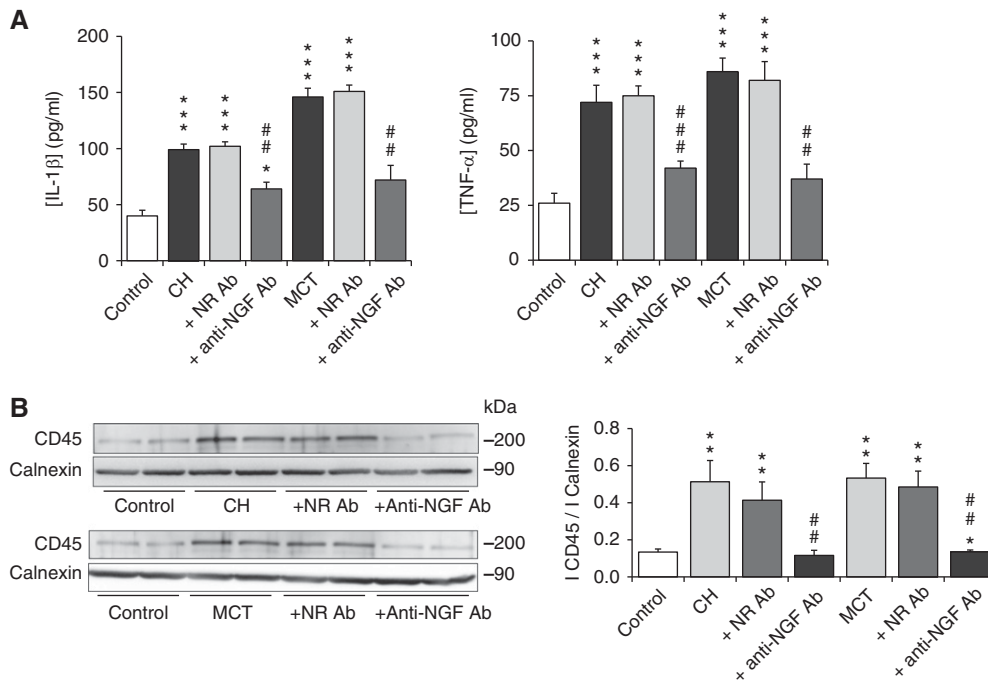 A
[IL-1β] (pg/ml)
200
150
100
50
0
***
***
##*
***
***
##
Control
CH
+ NR Ab
+ anti-NGF Ab
MCT
+ NR Ab
+ anti-NGF Ab
[TNF-α] (pg/ml)
100
75
50
25
0
***
***
###
***
***
##
Control
CH
+ NR Ab
+ anti-NGF Ab
MCT
+ NR Ab
+ anti-NGF Ab
B
kDa
CD45
–200
Calnexin
–90
Control CH +NR Ab +Anti-NGF Ab
CD45
–200
Calnexin
–90
Control MCT +NR Ab +Anti-NGF Ab
I CD45 / I Calnexin
0.8
0.6
0.4
0.2
0.0
**
**
##
**
**
##*
Control
CH
+ NR Ab
+ anti-NGF Ab
MCT
+ NR Ab
+ anti-NGF Ab